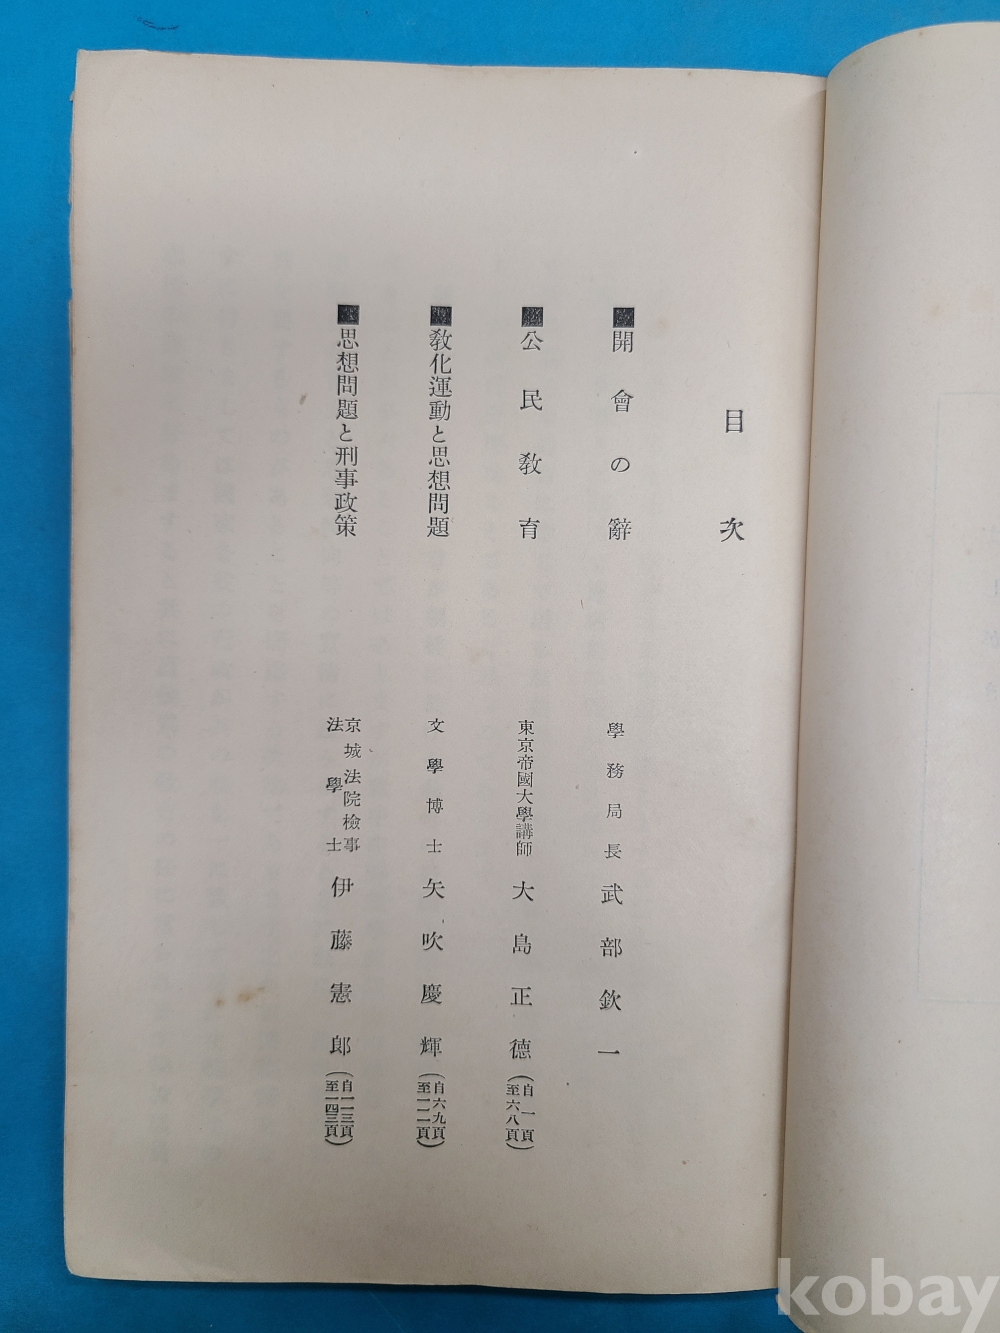 目次
開會の辭
學務局長 武部欽一
公民教育
東京帝國大學講師 大島正德
(自一頁
至六八頁)
教化運動と思想問題
文學博士 矢吹慶輝
(自六九頁
至一一一頁)
思想問題と刑事政策
京城法院檢事
法學士 伊藤憲郎
(自一一三頁
至一四三頁)
kobay